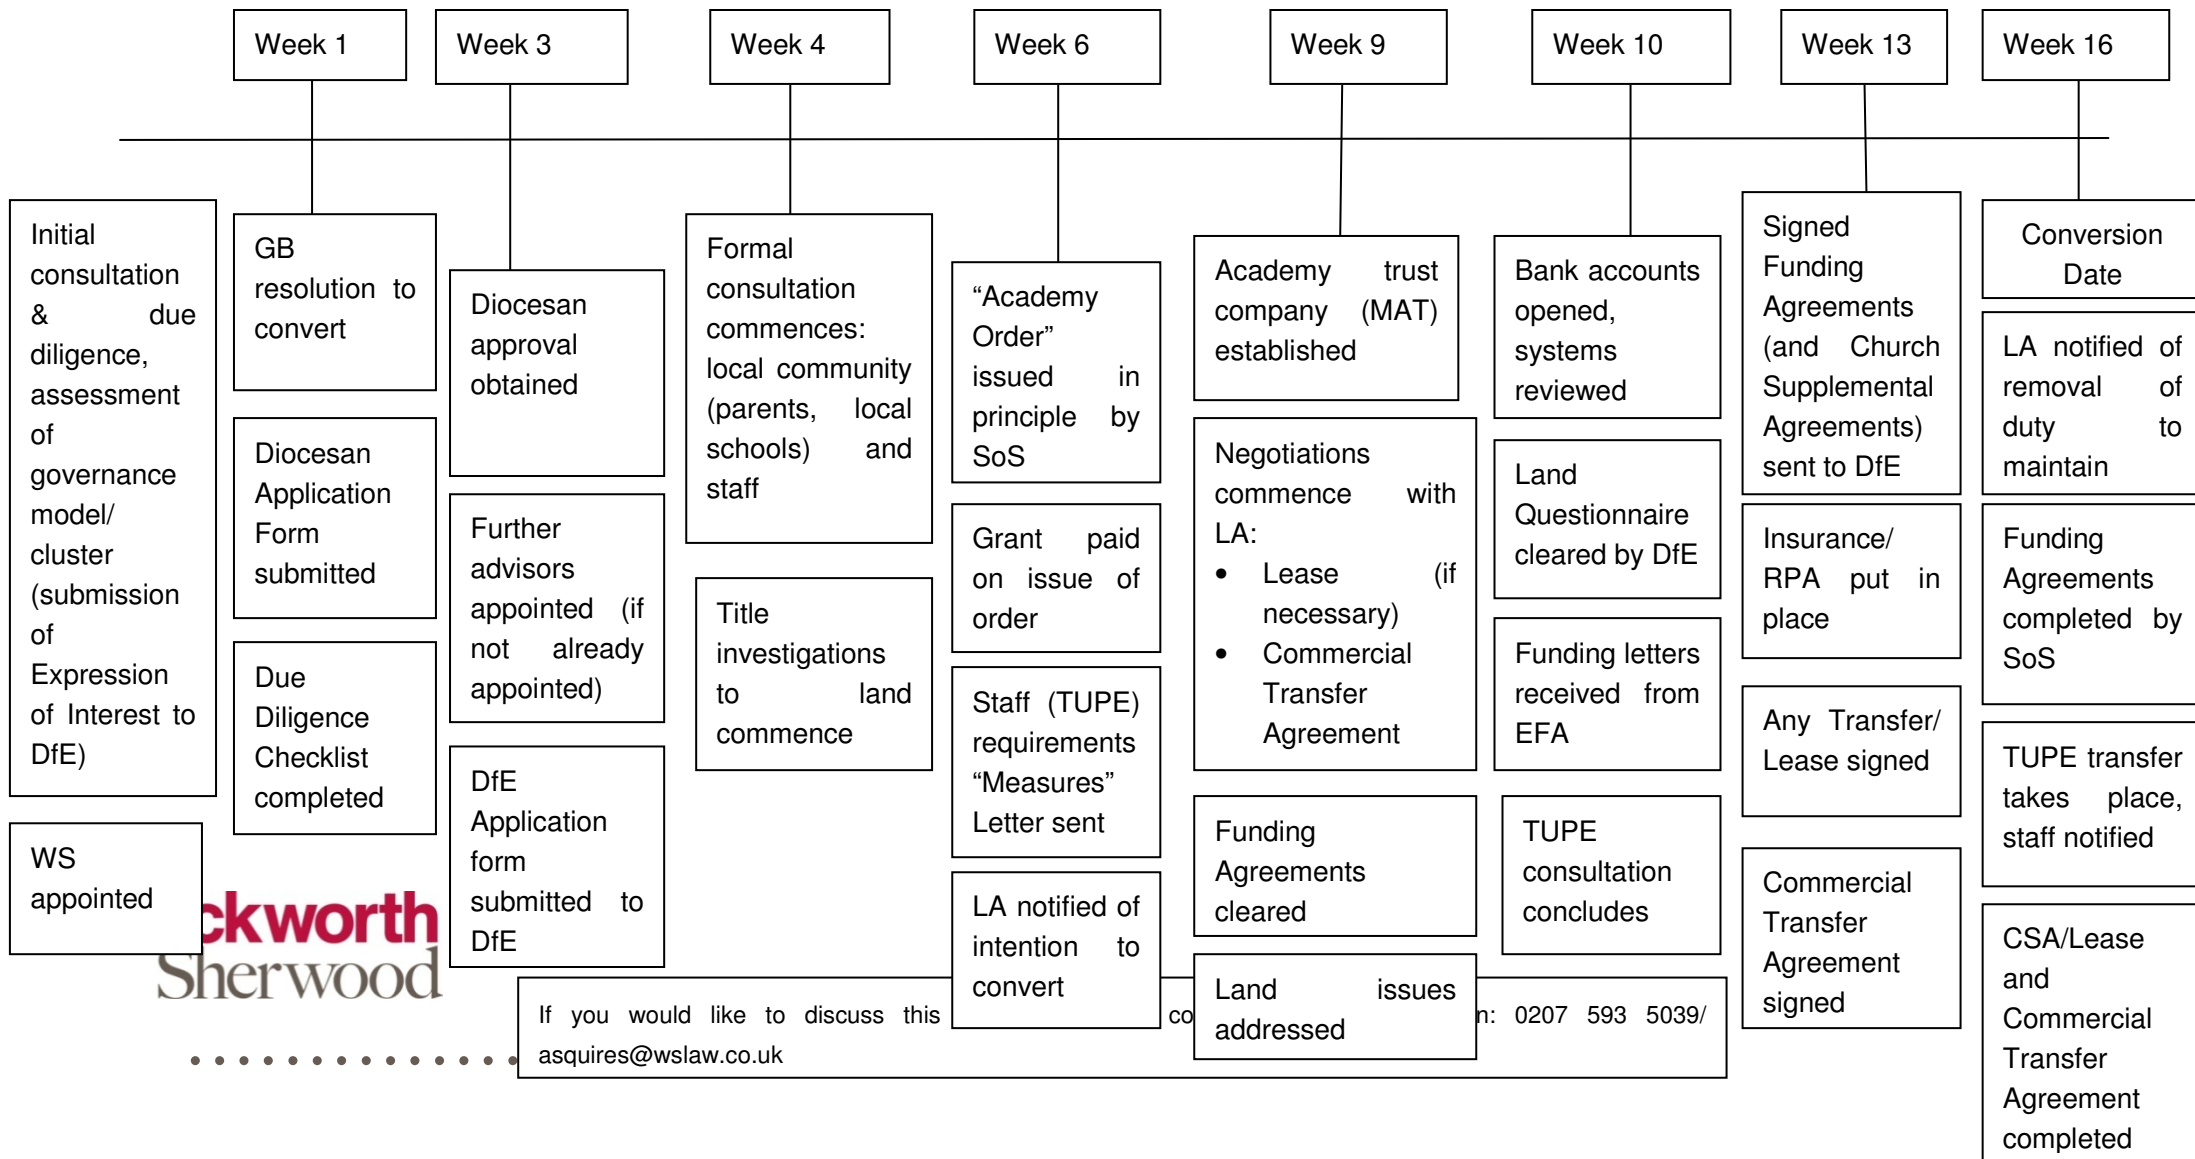 Week 1
Week 3
Week 4
Week 6
Week 9
Week 10
Week 13
Week 16
Initial
consultation
& due
diligence,
assessment
of
governance
model/
cluster
(submission
of
Expression
of Interest to
DfE)
WS
appointed
GB
resolution to
convert
Diocesan
Application
Form
submitted
Due
Diligence
Checklist
completed
Diocesan
approval
obtained
Further
advisors
appointed (if
not already
appointed)
DfE
Application
form
submitted to
DfE
Formal
consultation
commences:
local community
(parents, local
schools) and
staff
Title
investigations
to land
commence
“Academy
Order”
issued in
principle by
SoS
Grant paid
on issue of
order
Staff (TUPE)
requirements
“Measures”
Letter sent
LA notified of
intention to
convert
Academy trust
company (MAT)
established
Negotiations
commence with
LA:
• Lease (if
necessary)
• Commercial
Transfer
Agreement
Funding
Agreements
cleared
Land issues
addressed
Bank accounts
opened,
systems
reviewed
Land
Questionnaire
cleared by DfE
Funding letters
received from
EFA
TUPE
consultation
concludes
Signed
Funding
Agreements
(and Church
Supplemental
Agreements)
sent to DfE
Insurance/
RPA put in
place
Any Transfer/
Lease signed
Commercial
Transfer
Agreement
signed
Conversion
Date
LA notified of
removal of
duty to
maintain
Funding
Agreements
completed by
SoS
TUPE transfer
takes place,
staff notified
CSA/Lease
and
Commercial
Transfer
Agreement
completed
ckworth
Sherwood
If you would like to discuss this co n: 0207 593 5039/
asquires@wslaw.co.uk